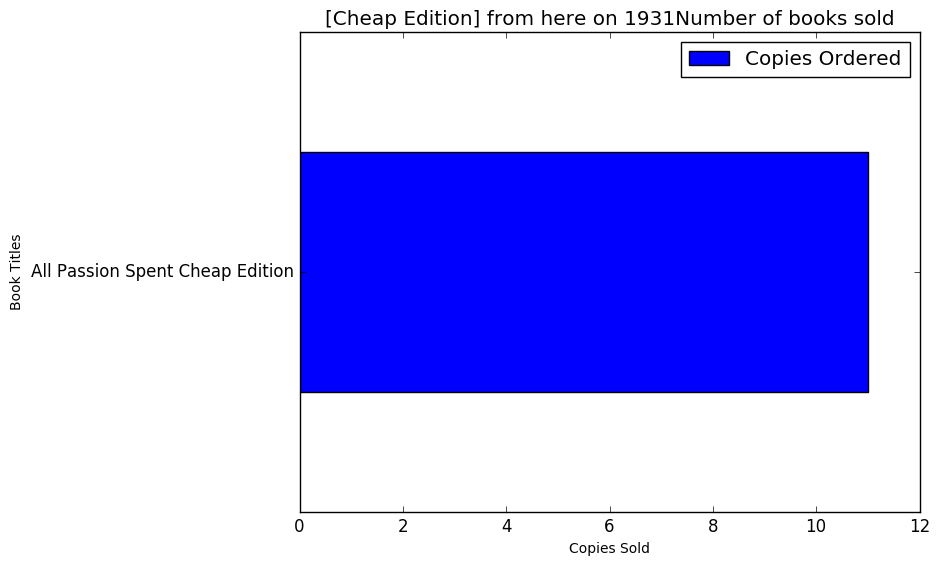 [Cheap Edition] from here on 1931Number of books sold
Copies Ordered
Book Titles
All Passion Spent Cheap Edition
0 2 4 6 8 10 12
Copies Sold